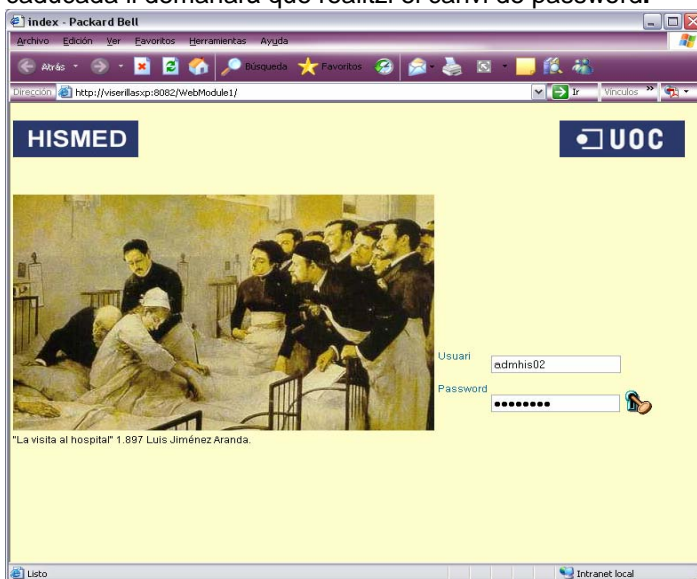 caducada li demanarà que realitzi el canvi de password.
index - Packard Bell
Archivo Edición Ver Favoritos Herramientas Ayuda
Atrás Búsqueda Favoritos
Dirección http://viserillasxp:8082/WebModule1/ Ir Vínculos »
HISMED
UOC
Usuari admhis02
Password ●●●●●●●●
"La visita al hospital" 1.897 Luis Jiménez Aranda.
Listo Intranet local